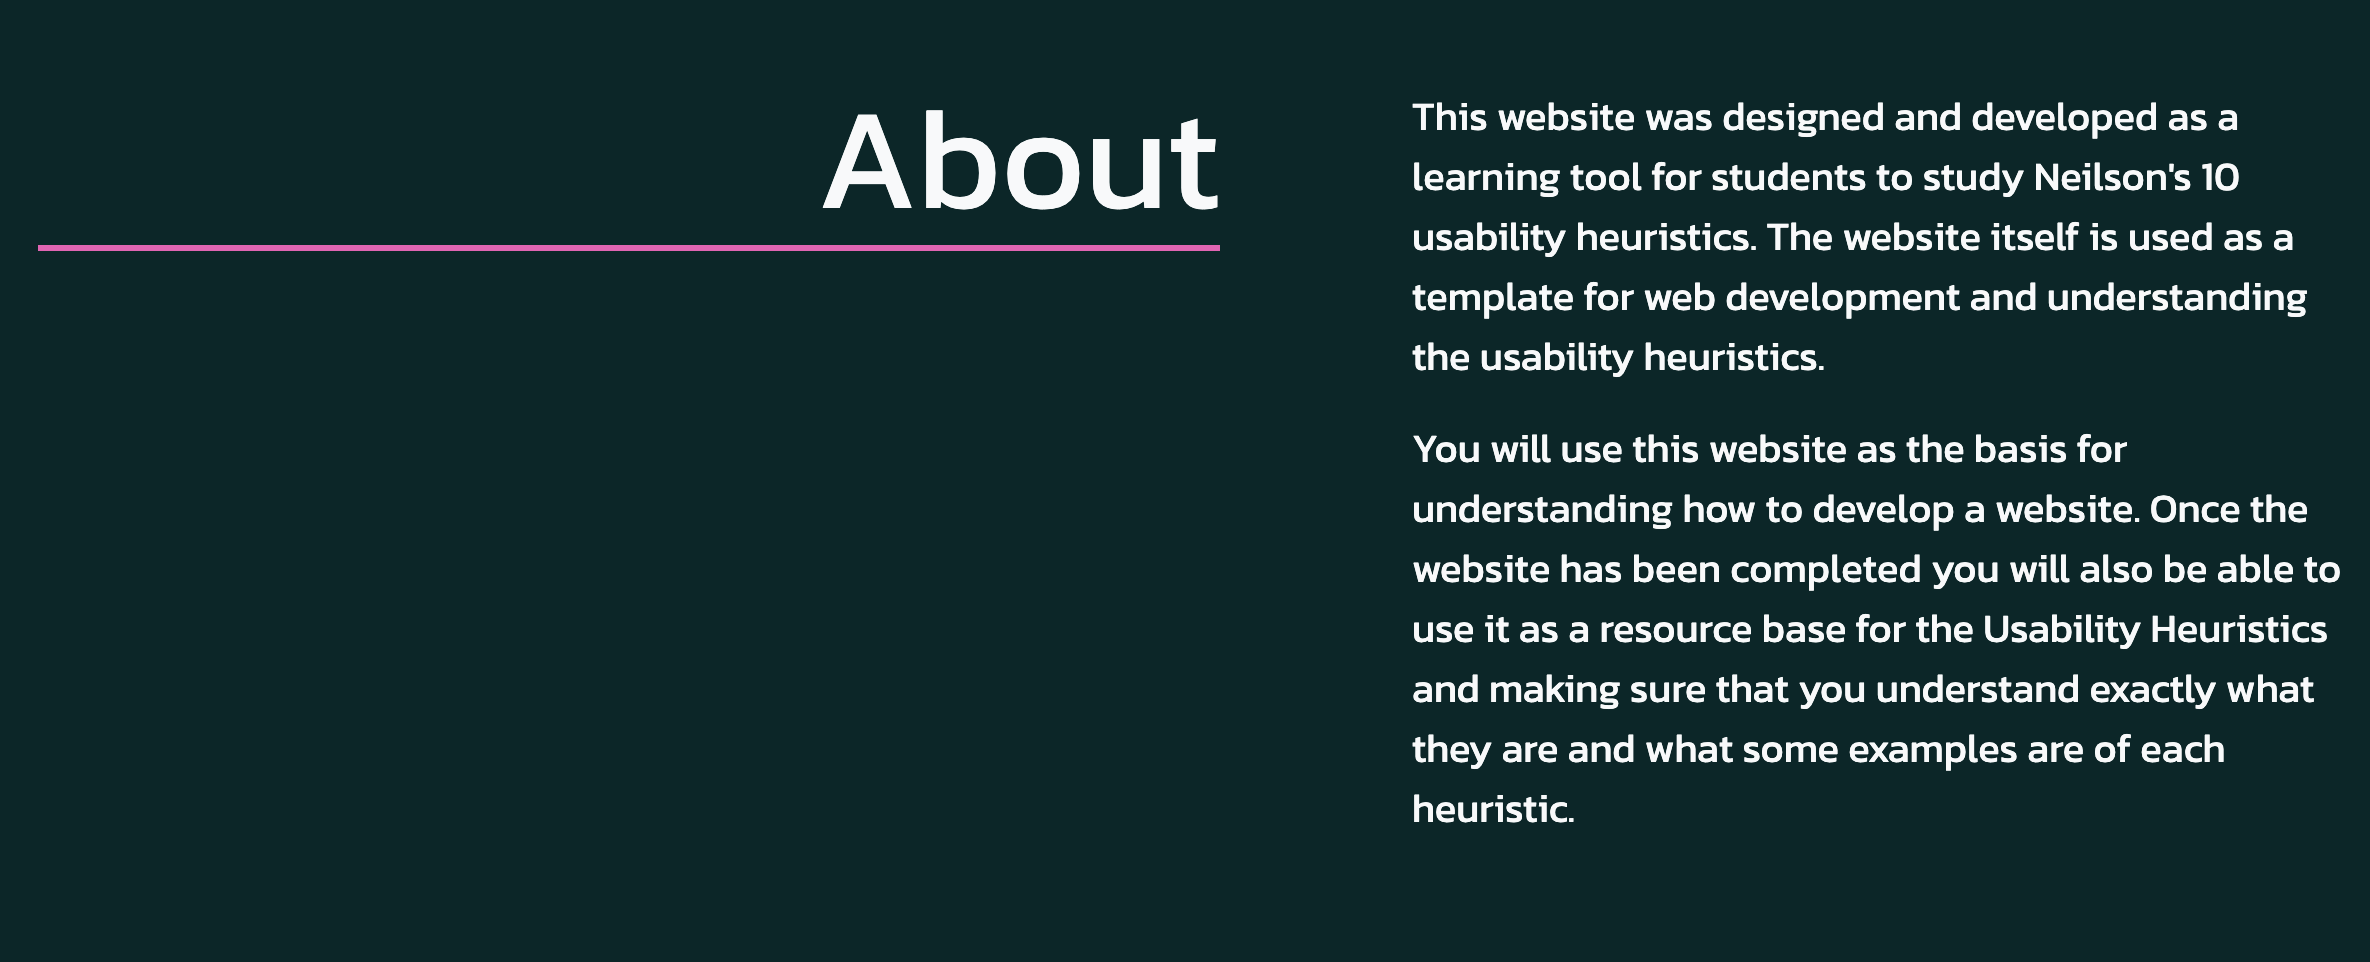 About
This website was designed and developed as a
learning tool for students to study Neilson's 10
usability heuristics. The website itself is used as a
template for web development and understanding
the usability heuristics.
You will use this website as the basis for
understanding how to develop a website. Once the
website has been completed you will also be able to
use it as a resource base for the Usability Heuristics
and making sure that you understand exactly what
they are and what some examples are of each
heuristic.